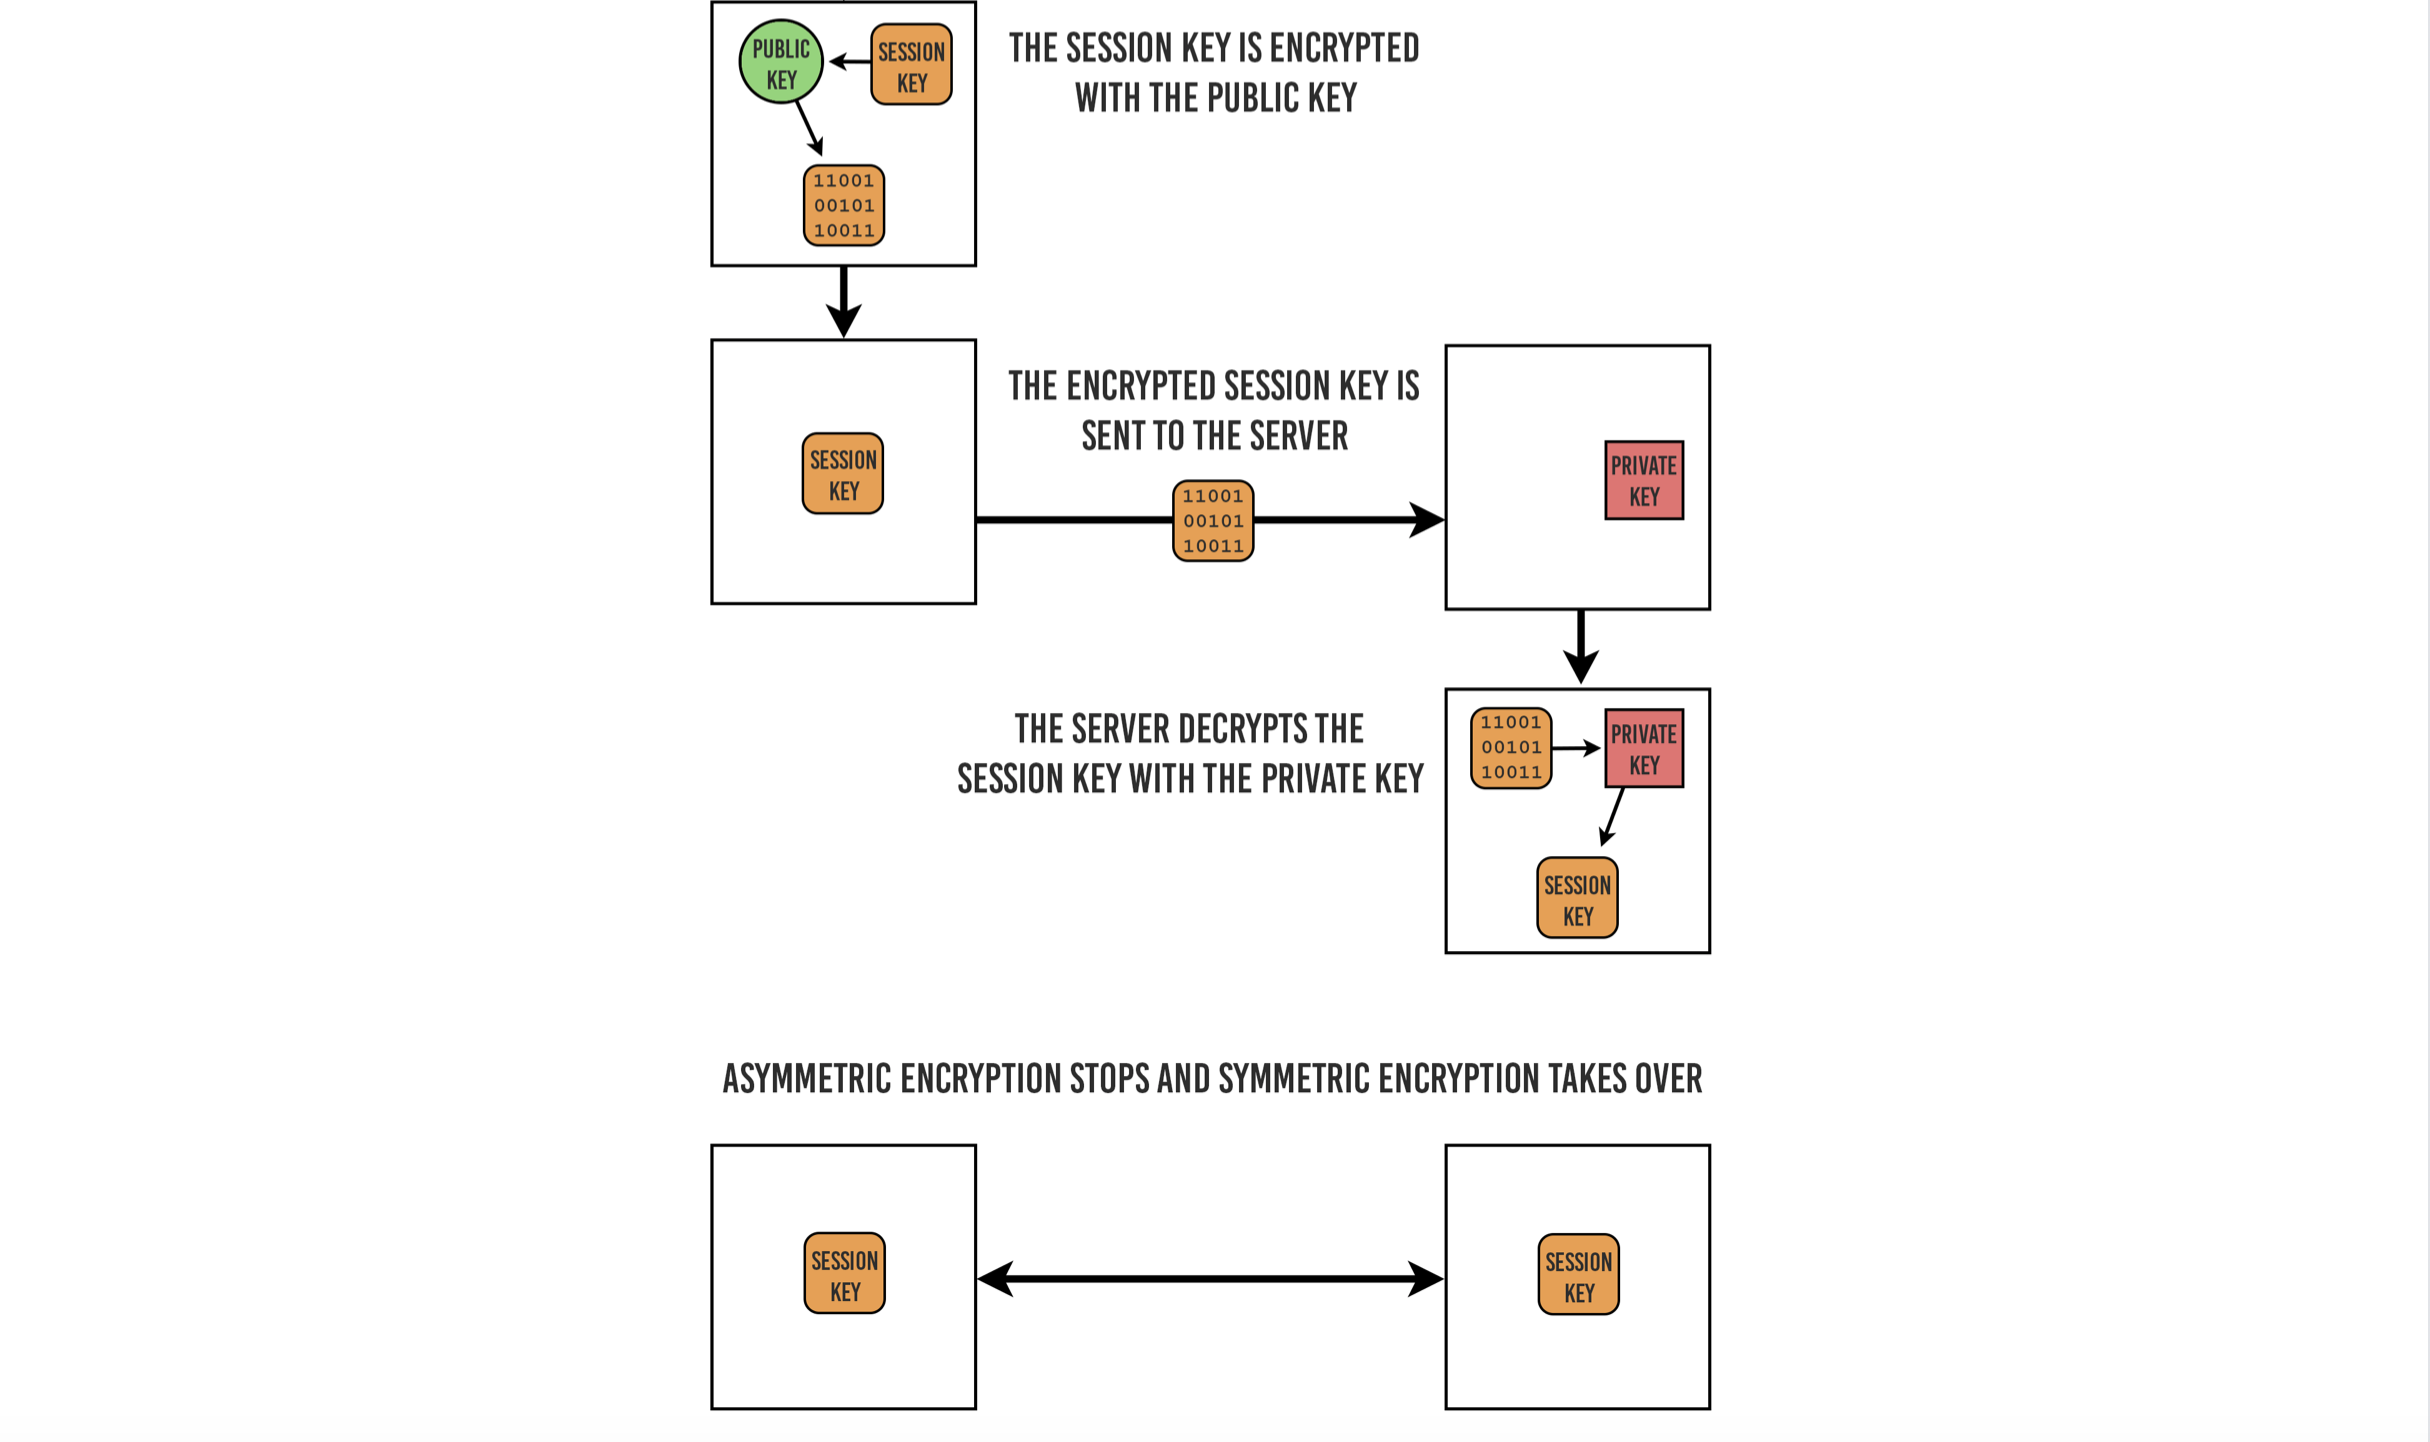 PUBLIC
KEY
SESSION
KEY
THE SESSION KEY IS ENCRYPTED
WITH THE PUBLIC KEY
11001
00101
10011
THE ENCRYPTED SESSION KEY IS
SENT TO THE SERVER
SESSION
KEY
11001
00101
10011
PRIVATE
KEY
THE SERVER DECRYPTS THE
SESSION KEY WITH THE PRIVATE KEY
11001
00101
10011
PRIVATE
KEY
SESSION
KEY
ASYMMETRIC ENCRYPTION STOPS AND SYMMETRIC ENCRYPTION TAKES OVER
SESSION
KEY
SESSION
KEY